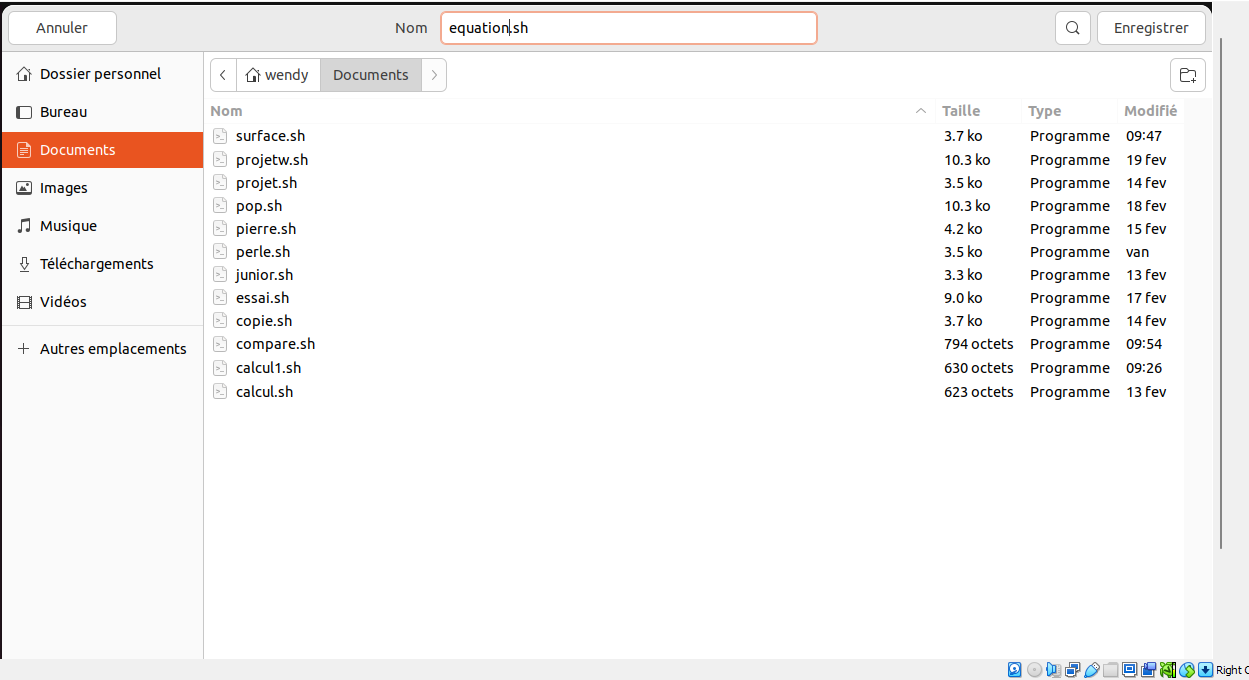 Annuler Nom equation.sh Enregistrer
Dossier personnel
Bureau
Documents
Images
Musique
Téléchargements
Vidéos
Autres emplacements
wendy Documents
Nom Taille Type Modifié
surface.sh 3.7 ko Programme 09:47
projetw.sh 10.3 ko Programme 19 fev
projet.sh 3.5 ko Programme 14 fev
pop.sh 10.3 ko Programme 18 fev
pierre.sh 4.2 ko Programme 15 fev
perle.sh 3.5 ko Programme van
junior.sh 3.3 ko Programme 13 fev
essai.sh 9.0 ko Programme 17 fev
copie.sh 3.7 ko Programme 14 fev
compare.sh 794 octets Programme 09:54
calcul1.sh 630 octets Programme 09:26
calcul.sh 623 octets Programme 13 fev
Right